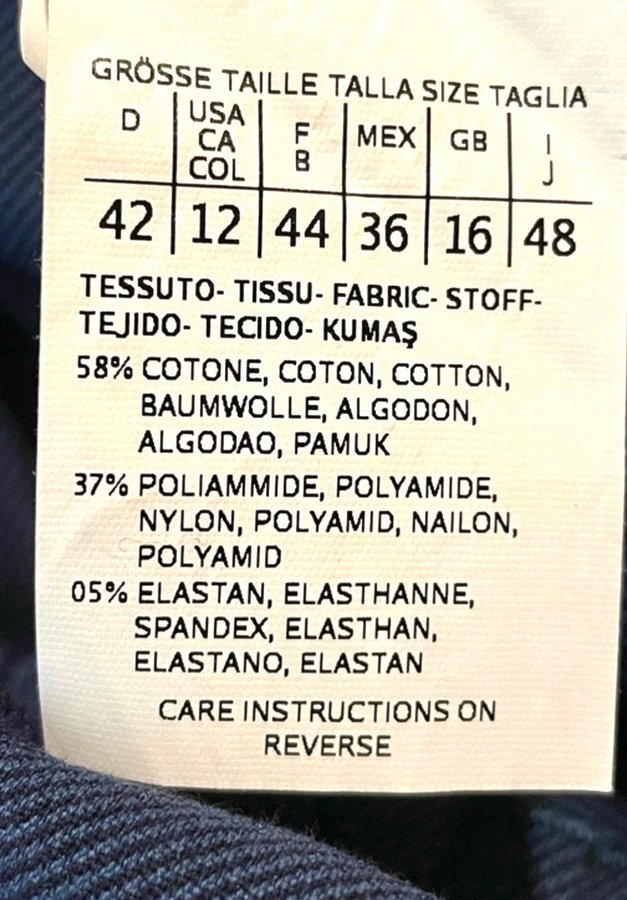 GRÖSSE TAILLE TALLA SIZE TAGLIA
D USA CA COL F B MEX GB I J
42 12 44 36 16 48
TESSUTO- TISSU- FABRIC- STOFF-
TEJIDO- TECIDO- KUMAŞ
58% COTONE, COTON, COTTON,
BAUMWOLLE, ALGODON,
ALGODAO, PAMUK
37% POLIAMMIDE, POLYAMIDE,
NYLON, POLYAMID, NAILON,
POLYAMID
05% ELASTAN, ELASTHANNE,
SPANDEX, ELASTHAN,
ELASTANO, ELASTAN
CARE INSTRUCTIONS ON
REVERSE